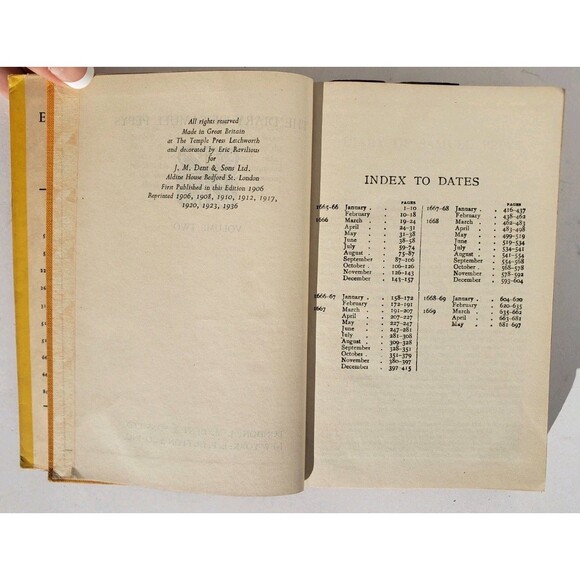 All rights reserved
Made in Great Britain
at The Temple Press Letchworth
and decorated by Eric Ravilious
for
J. M. Dent & Sons Ltd.
Aldine House Bedford St. London
First Published in this Edition 1906
Reprinted 1906, 1908, 1910, 1912, 1917,
1920, 1923, 1936
INDEX TO DATES
PAGES
1665-66 January . 1-10
February . 10-18
1666 March . 19-24
April . 24-31
May . 31-38
June . 38-58
July . 59-74
August . 75-87
September . 87-106
October . 106-126
November . 126-143
December . 143-157
1666-67 January . 158-172
February . 172-191
1667 March . 191-207
April . 207-227
May . 227-247
June . 247-281
July . 281-308
August . 309-328
September . 328-351
October . 351-379
November . 380-397
December . 397-415
PAGES
1667-68 January . 416-437
February . 438-462
1668 March . 462-483
April . 483-498
May . 499-519
June . 519-534
July . 534-541
August . 541-554
September . 554-568
October . 568-578
November . 578-593
December . 593-604
1668-69 January . 604-620
February . 620-635
1669 March . 635-662
April . 663-681
May . 681-697